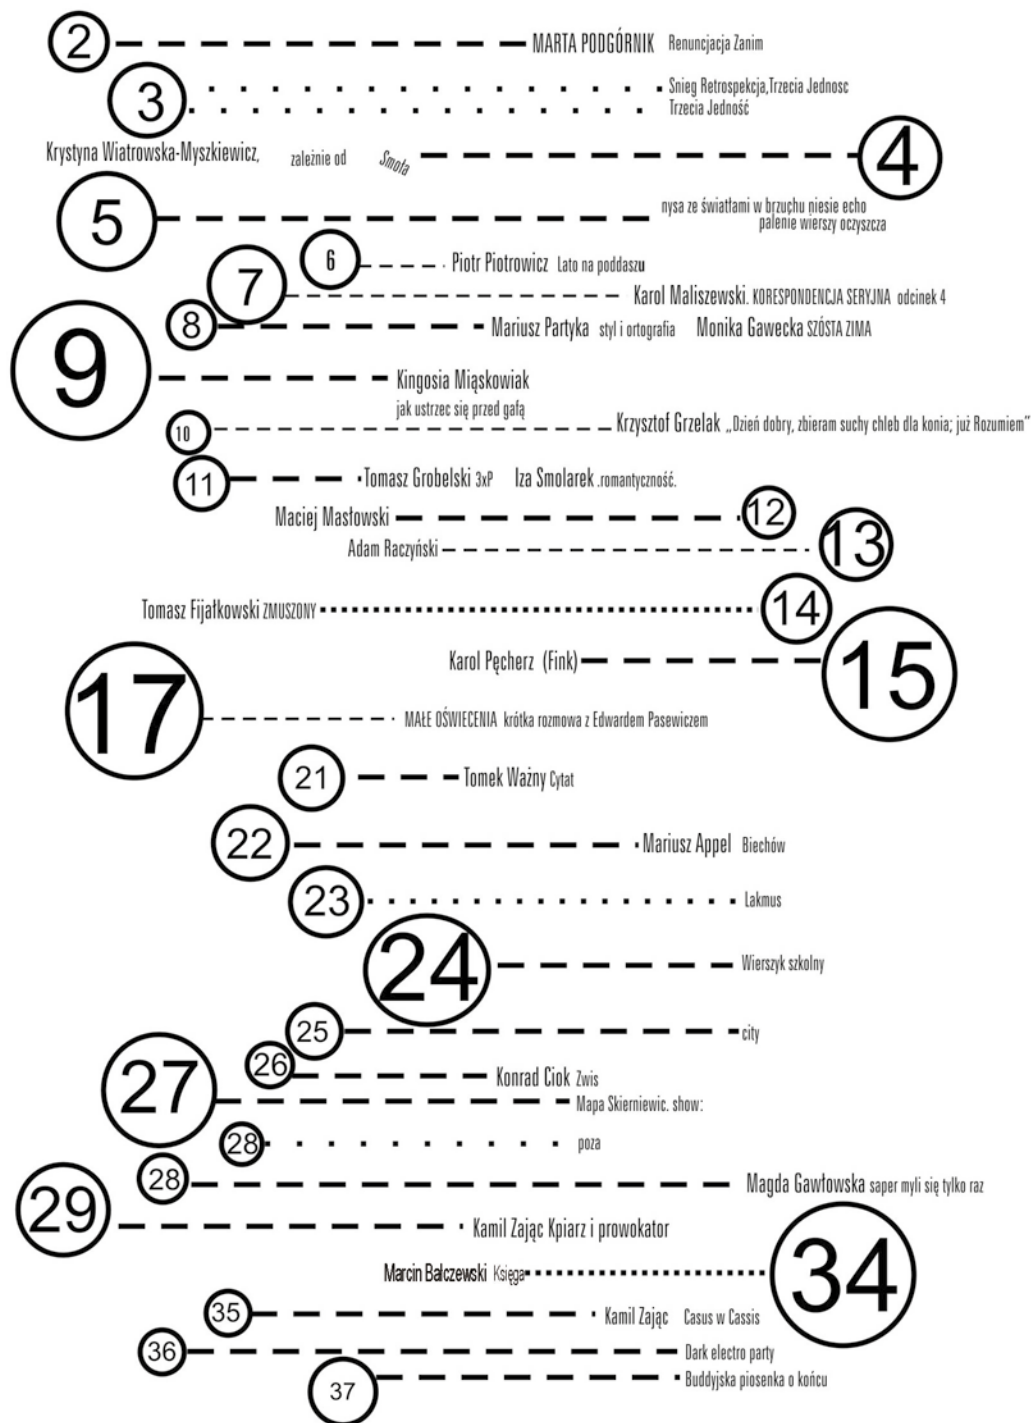 2 MARTA PODGÓRNIK Renuncjacja Zanim
3 Snieg Retrospekcja,Trzecia Jednosc
Trzecia Jedność
Krystyna Wiatrowska-Myszkiewicz, zależnie od Smoła 4
5 nysa ze światłami w brzuchu niesie echo
palenie wierszy oczyszcza
6 Piotr Piotrowicz Lato na poddaszu
7 Karol Maliszewski. KORESPONDENCJA SERYJNA odcinek 4
8 Mariusz Partyka styl i ortografia Monika Gawecka SZÓSTA ZIMA
9 Kingosia Miąskowiak
jak ustrzec się przed gafą
10 Krzysztof Grzelak „Dzień dobry, zbieram suchy chleb dla konia; już Rozumiem"
11 Tomasz Grobelski 3xP Iza Smolarek .romantyczność.
Maciej Masłowski 12
Adam Raczyński 13
Tomasz Fijałkowski ZMUSZONY 14
Karol Pęcherz (Fink) 15
17 MAŁE OŚWIECENIA krótka rozmowa z Edwardem Pasewiczem
21 Tomek Ważny Cytat
22 Mariusz Appel Biechów
23 Lakmus
24 Wierszyk szkolny
25 city
26 Konrad Ciok Zwis
27 Mapa Skierniewic. show:
28 poza
28 Magda Gawłowska saper myli się tylko raz
29 Kamil Zając Kpiarz i prowokator
Marcin Bałczewski Księga 34
35 Kamil Zając Casus w Cassis
36 Dark electro party
37 Buddyjska piosenka o końcu